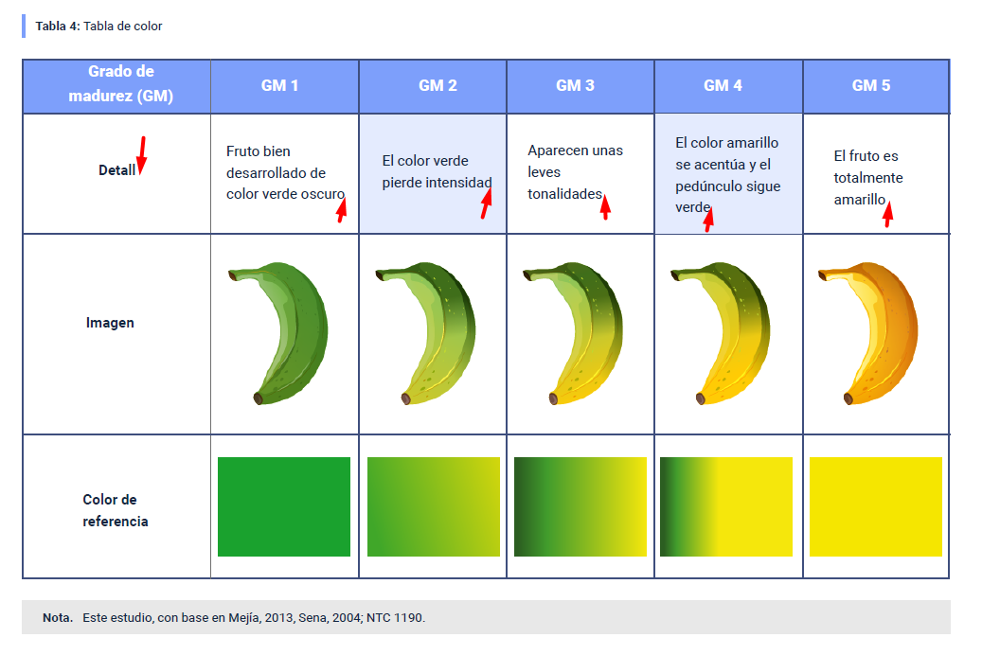 Tabla 4: Tabla de color
Grado de
madurez (GM)
GM 1
GM 2
GM 3
GM 4
GM 5
Detall
Fruto bien
desarrollado de
color verde oscuro
El color verde
pierde intensidad
Aparecen unas
leves
tonalidades
El color amarillo
se acentúa y el
pedúnculo sigue
verde
El fruto es
totalmente
amarillo
Imagen
Color de
referencia
Nota. Este estudio, con base en Mejía, 2013, Sena, 2004; NTC 1190.